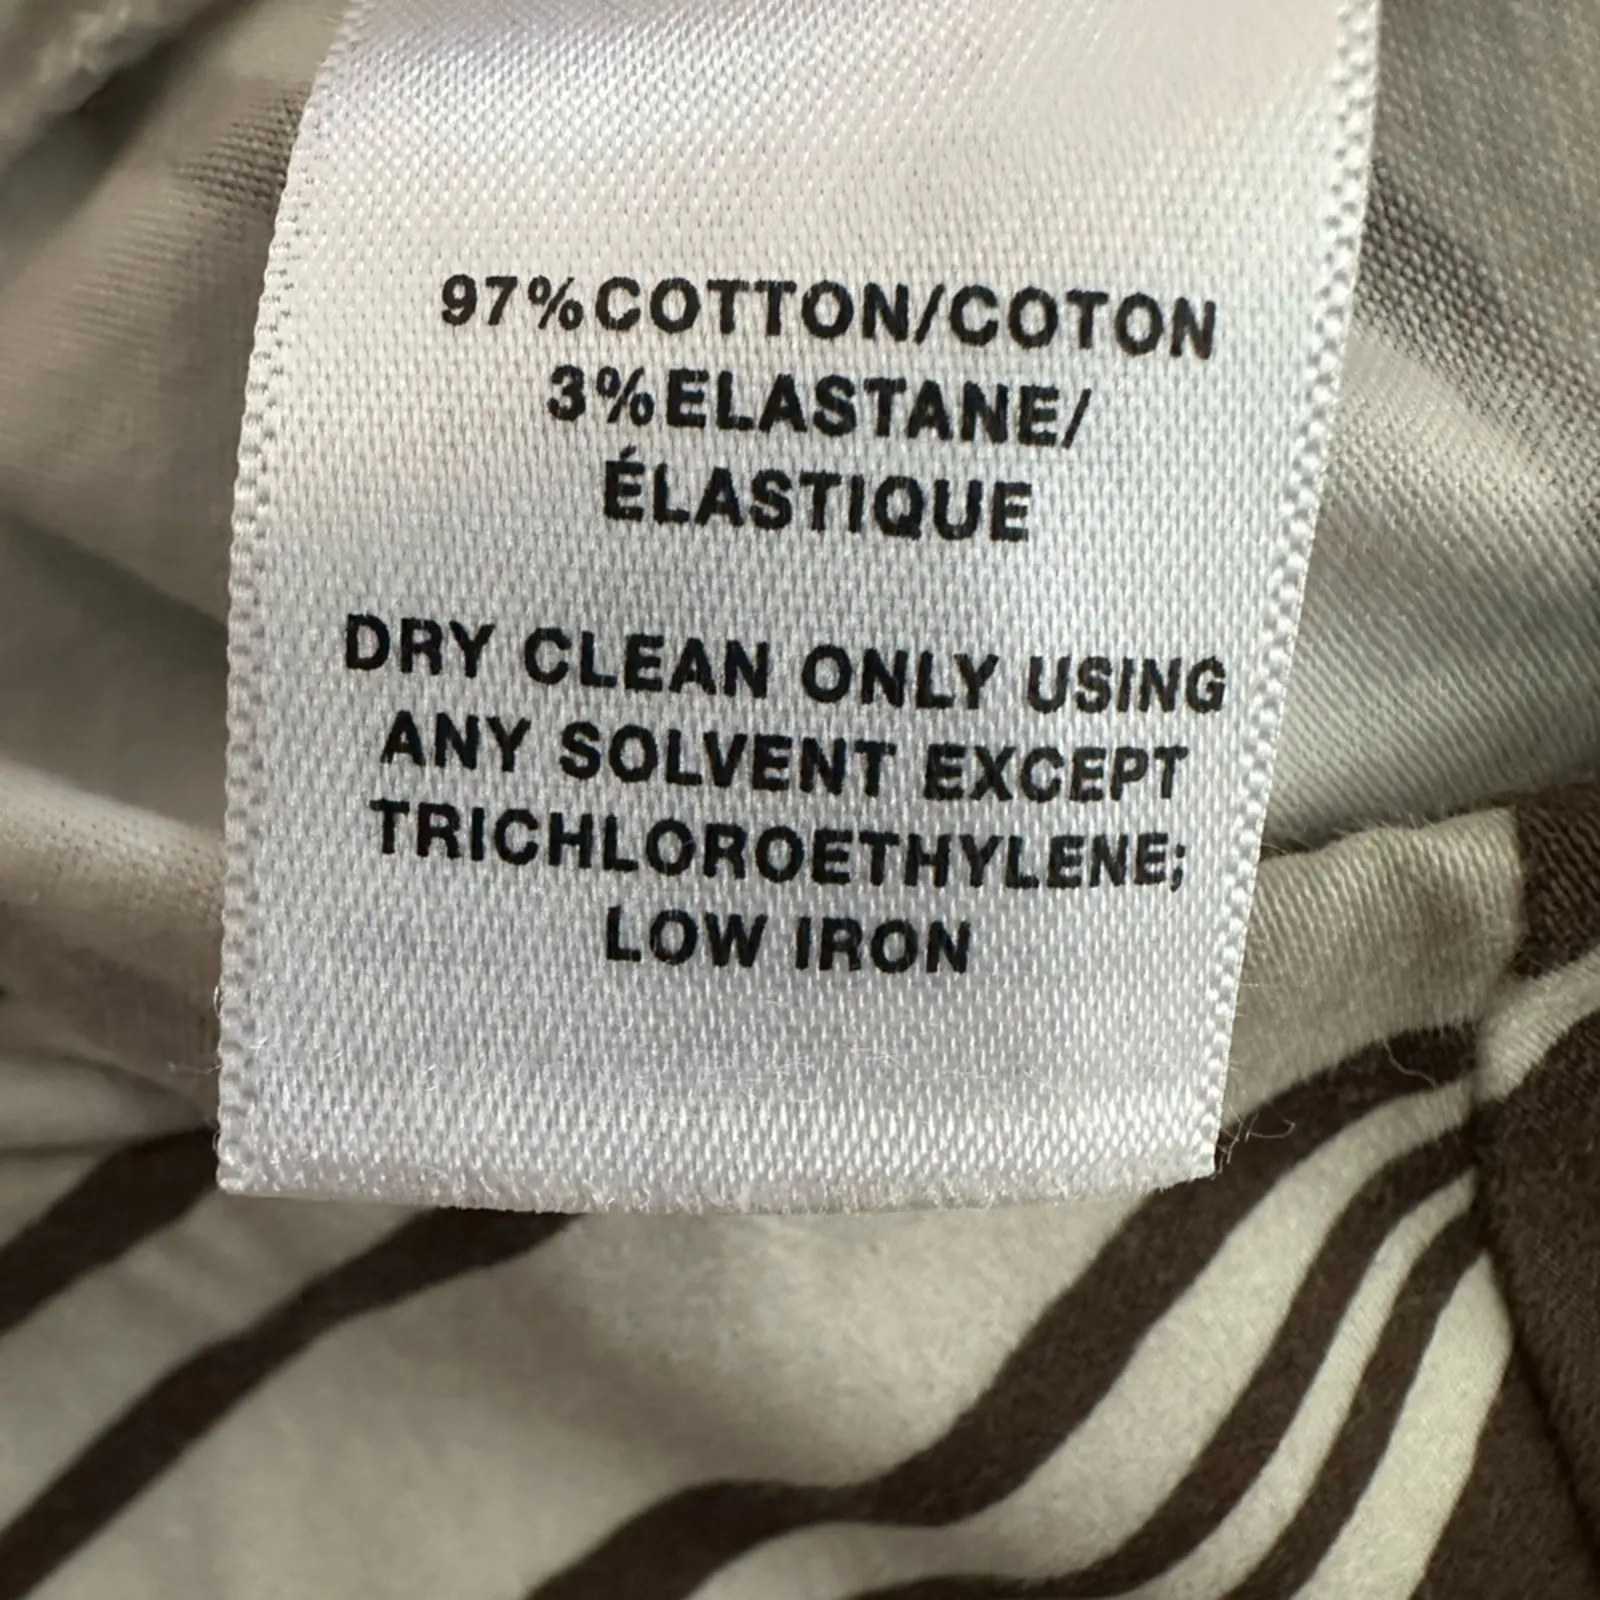 97%COTTON/COTON
3%ELASTANE/
ÉLASTIQUE
DRY CLEAN ONLY USING
ANY SOLVENT EXCEPT
TRICHLOROETHYLENE;
LOW IRON